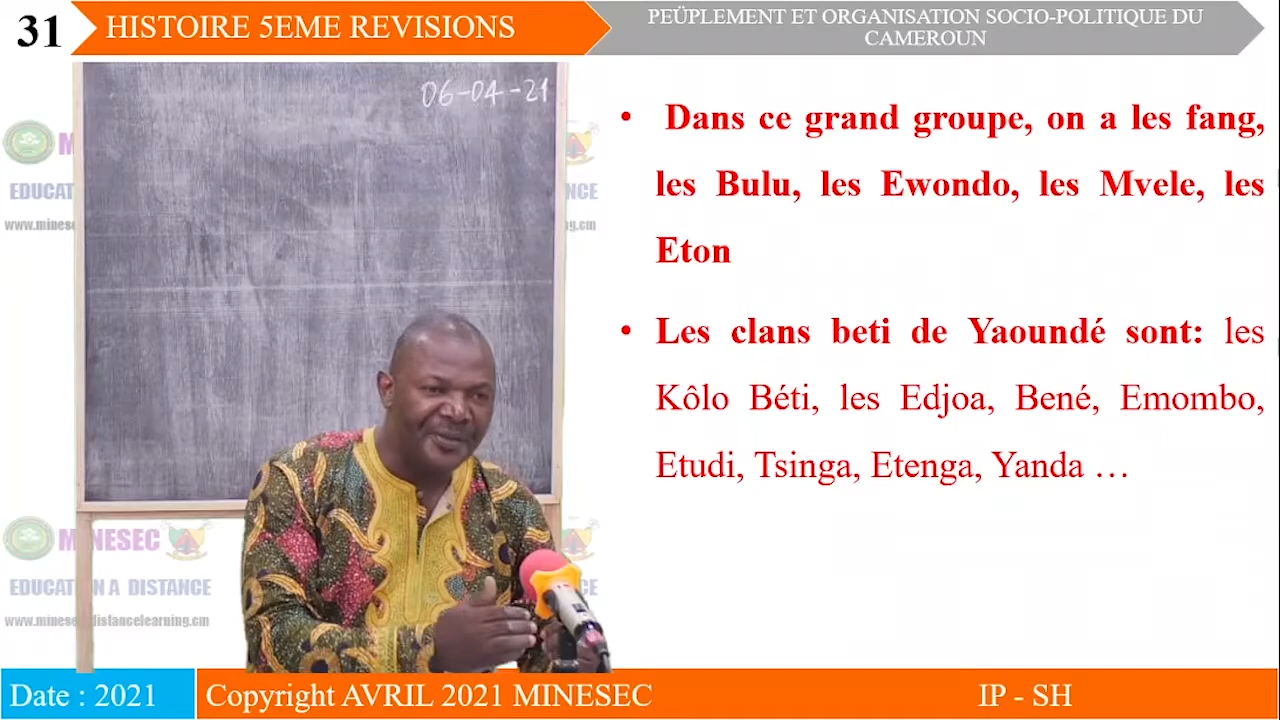 31
HISTOIRE 5EME REVISIONS
PEÜPLEMENT ET ORGANISATION SOCIO-POLITIQUE DU
CAMEROUN
06-04-21
Dans ce grand groupe, on a les fang,
les Bulu, les Ewondo, les Mvele, les
Eton
Les clans beti de Yaoundé sont: les
Kôlo Béti, les Edjoa, Bené, Emombo,
Etudi, Tsinga, Etenga, Yanda …
MINESEC
EDUCATION A DISTANCE
Date : 2021
Copyright AVRIL 2021 MINESEC
IP - SH